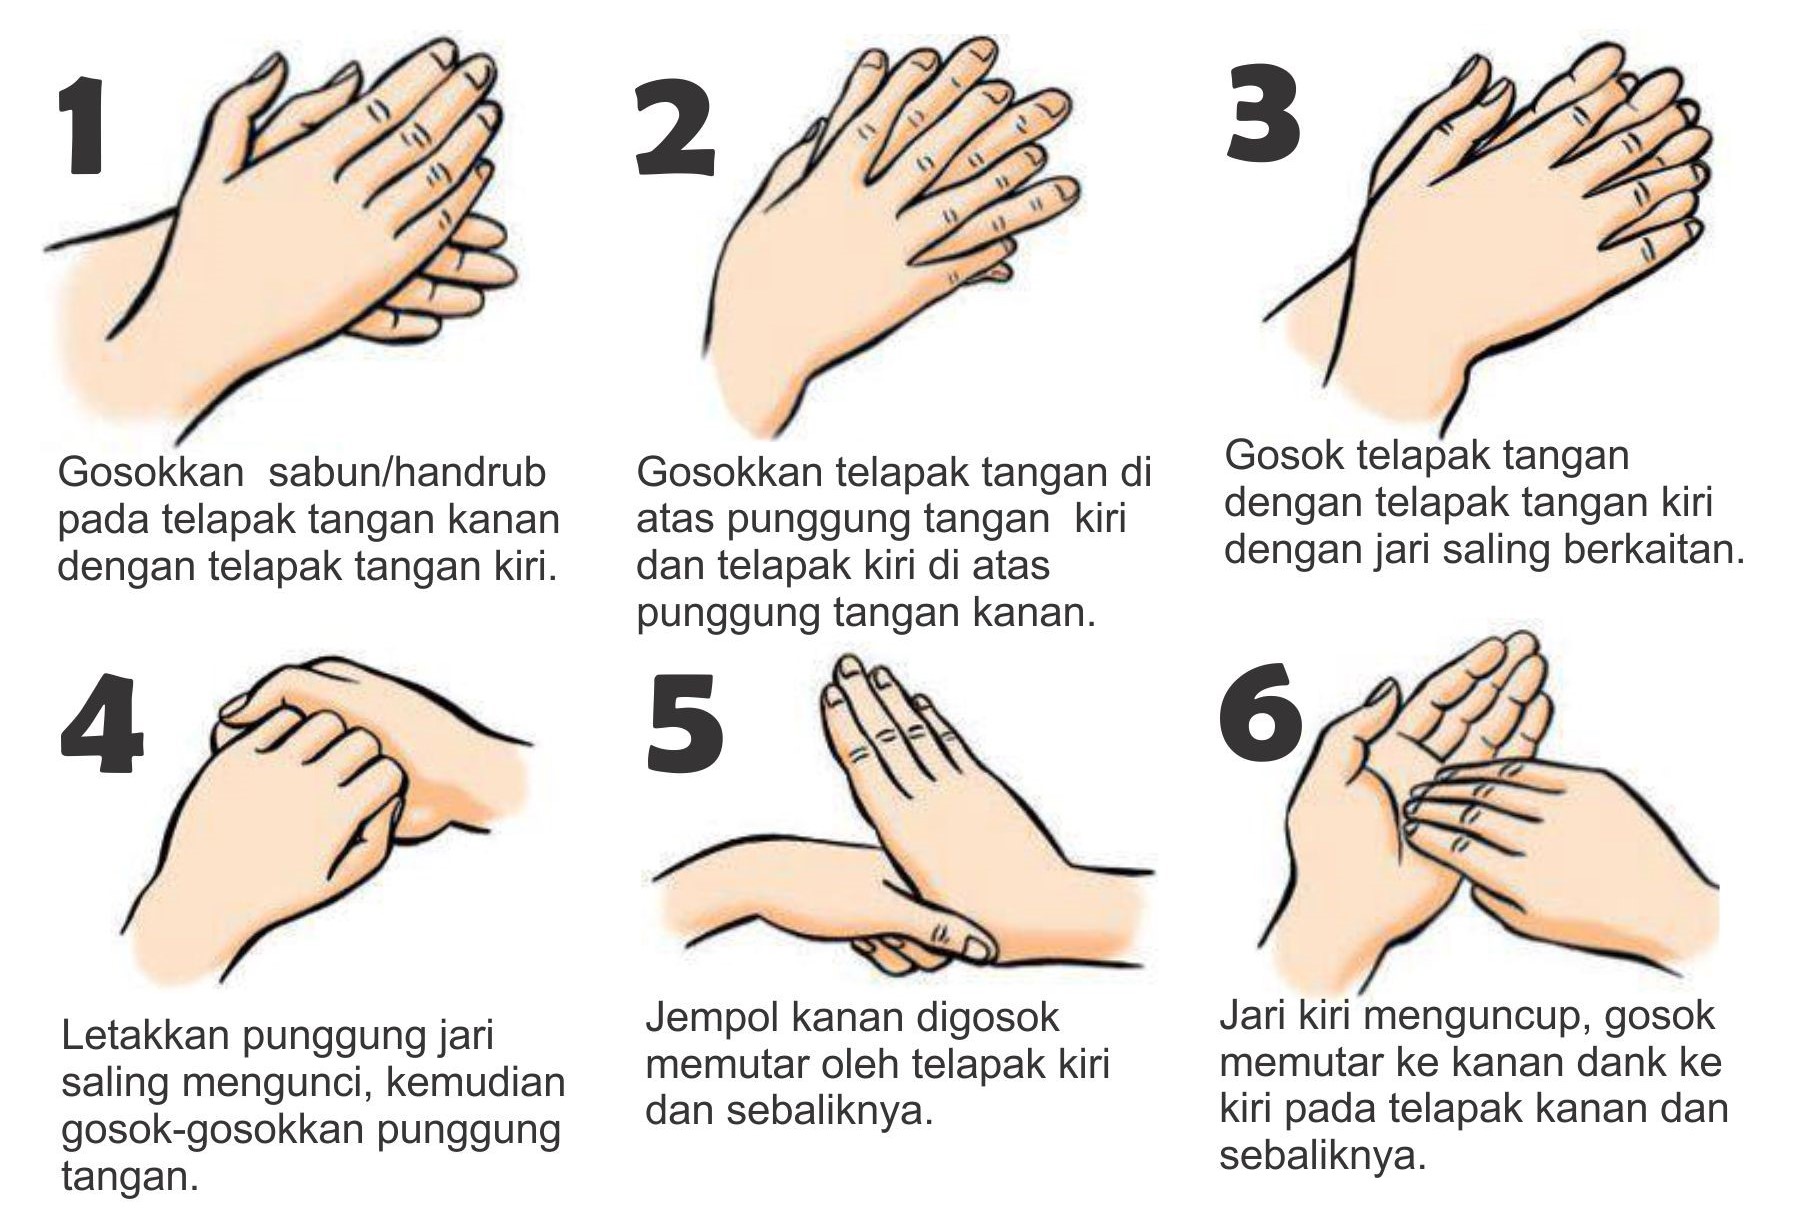 1
Gosokkan sabun/handrub
pada telapak tangan kanan
dengan telapak tangan kiri.
2
Gosokkan telapak tangan di
atas punggung tangan kiri
dan telapak kiri di atas
punggung tangan kanan.
3
Gosok telapak tangan
dengan telapak tangan kiri
dengan jari saling berkaitan.
4
Letakkan punggung jari
saling mengunci, kemudian
gosok-gosokkan punggung
tangan.
5
Jempol kanan digosok
memutar oleh telapak kiri
dan sebaliknya.
6
Jari kiri menguncup, gosok
memutar ke kanan dank ke
kiri pada telapak kanan dan
sebaliknya.